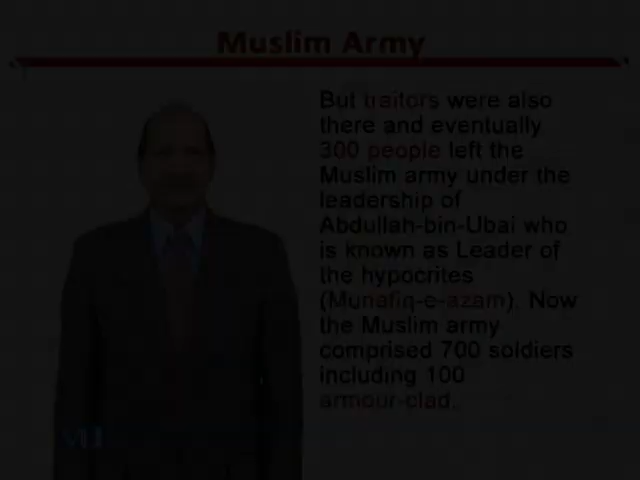 Muslim Army
But traitors were also
there and eventually
300 people left the
Muslim army under the
leadership of
Abdullah-bin-Ubai who
is known as Leader of
the hypocrites
(Munafiq-e-azam). Now
the Muslim army
comprised 700 soldiers
including 100
armour-clad.